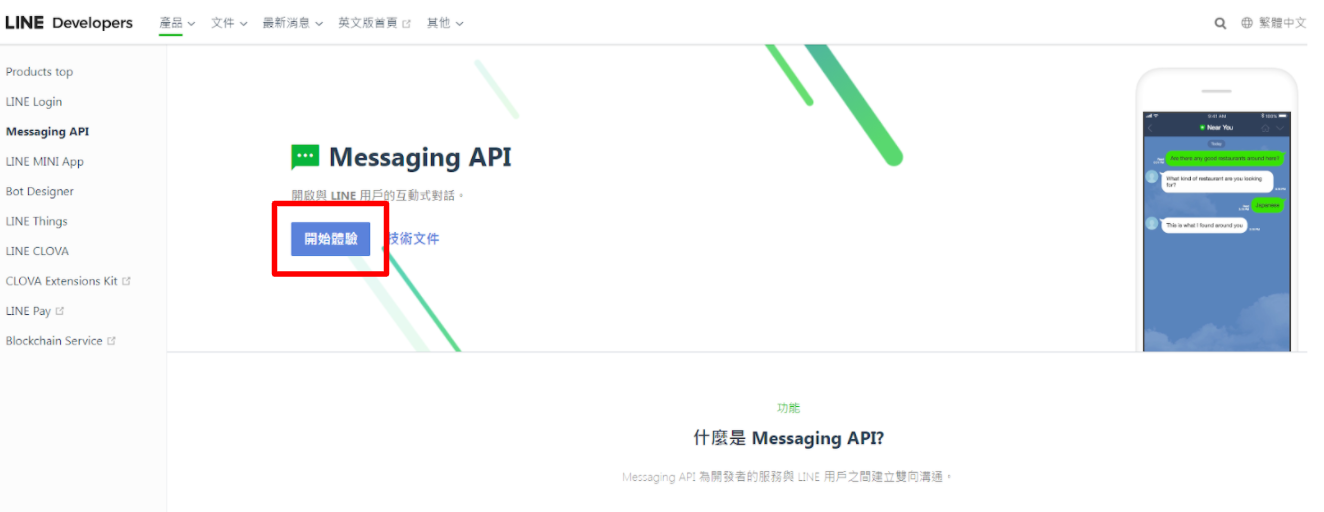 LINE Developers 產品 文件 最新消息 英文版首頁 其他 繁體中文
Products top
LINE Login
Messaging API
LINE MINI App
Bot Designer
LINE Things
LINE CLOVA
CLOVA Extensions Kit
LINE Pay
Blockchain Service
Messaging API
開啟與 LINE 用戶的互動式對話。
開始體驗 技術文件
Near You
Today
Are there any good restaurants around here?
What kind of restaurant are you looking
for?
Japanese
This is what I found around you
功能
什麼是 Messaging API?
Messaging API 為開發者的服務與 LINE 用戶之間建立雙向溝通。